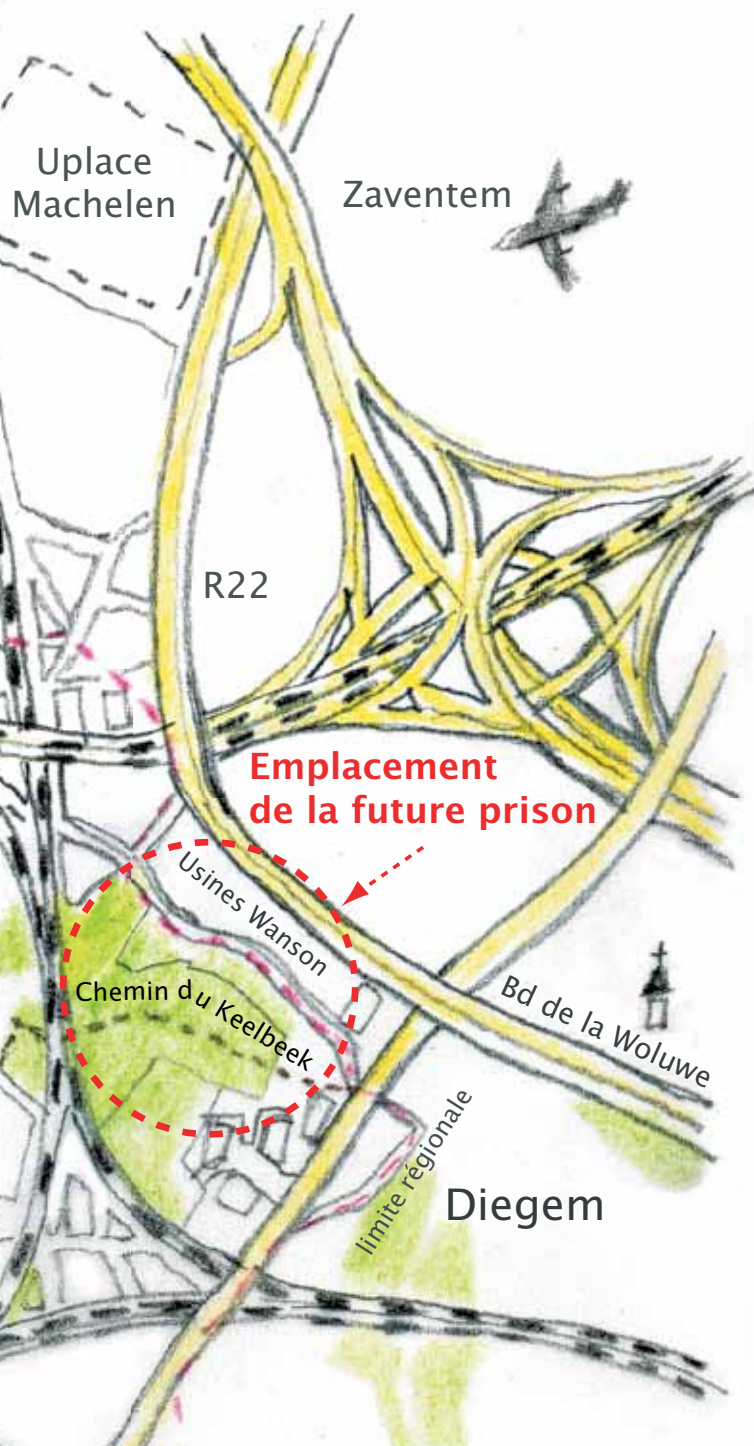 Uplace
Machelen
Zaventem
R22
Emplacement
de la future prison
Usines Wanson
Chemin du Keelbeek
Bd de la Woluwe
limite régionale
Diegem